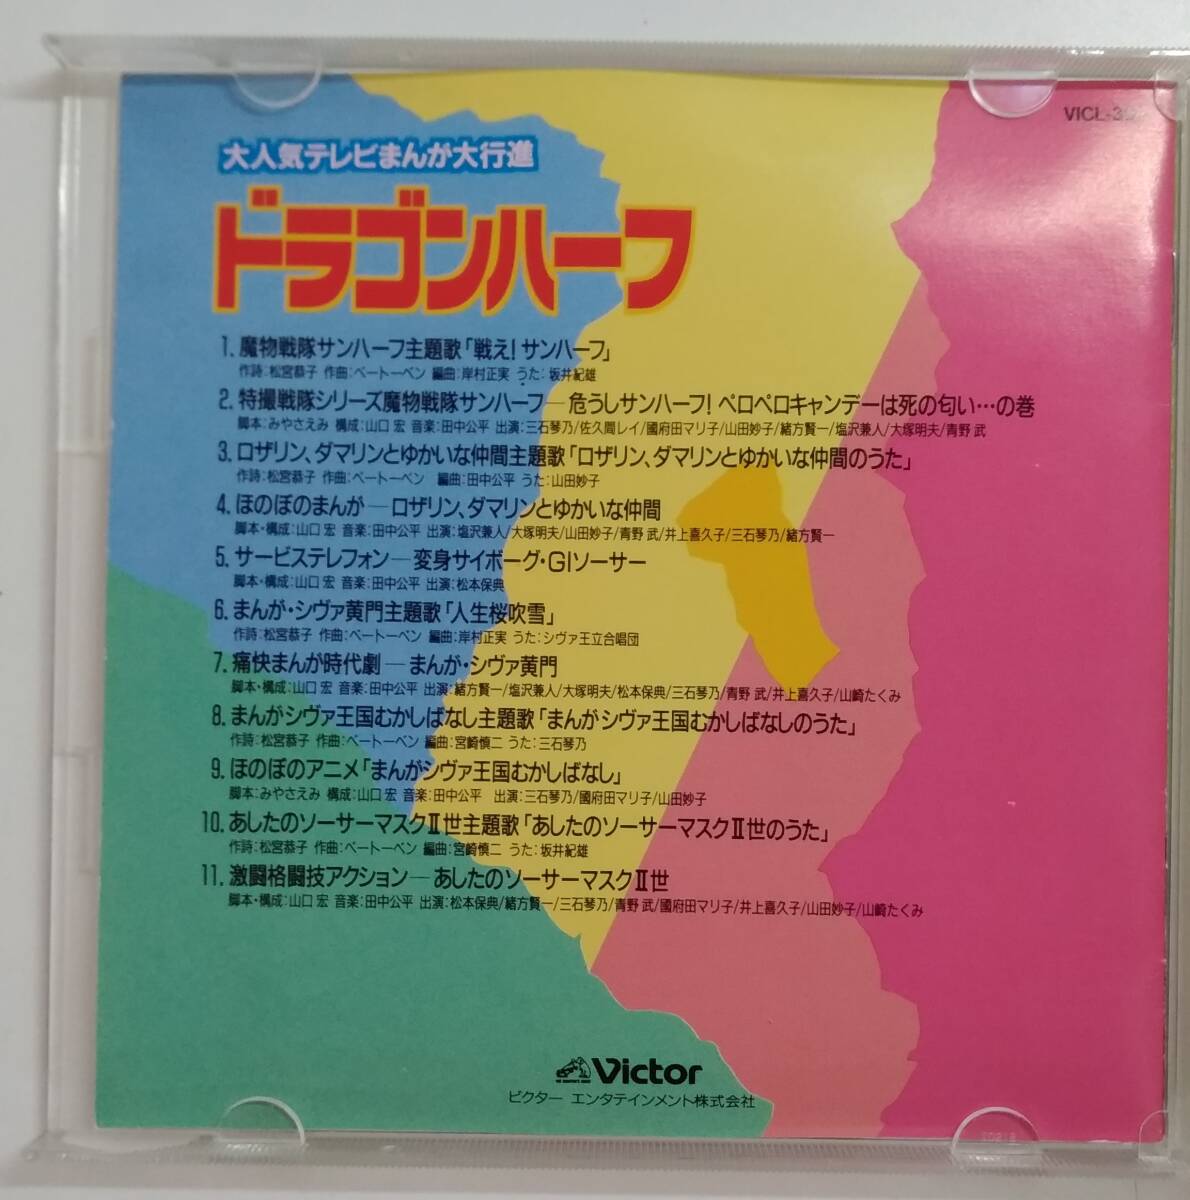 VICL-3
大人気テレビまんが大行進
ドラゴンハーフ
1. 魔物戦隊サンハーフ主題歌「戦え!サンハーフ」
作詩:松宮恭子 作曲:ベートーベン 編曲:岸村正実 うた:坂井紀雄
2. 特撮戦隊シリーズ魔物戦隊サンハーフ―危うしサンハーフ!ペロペロキャンデーは死の匂い…の巻
脚本:みやさえみ 構成:山口 宏 音楽:田中公平 出演:三石琴乃/佐久間レイ/國府田マリ子/山田妙子/緒方賢一/塩沢兼人/大塚明夫/青野 武
3. ロザリン、ダマリンとゆかいな仲間主題歌「ロザリン、ダマリンとゆかいな仲間のうた」
作詩:松宮恭子 作曲:ベートーベン 編曲:田中公平 うた:山田妙子
4. ほのぼのまんが―ロザリン、ダマリンとゆかいな仲間
脚本・構成:山口 宏 音楽:田中公平 出演:塩沢兼人/大塚明夫/山田妙子/青野 武/井上喜久子/三石琴乃/緒方賢一
5. サービステレフォン―変身サイボーグ・GIソーサー
脚本・構成:山口 宏 音楽:田中公平 出演:松本保典
6. まんが・シヴァ黄門主題歌「人生桜吹雪」
作詩:松宮恭子 作曲:ベートーベン 編曲:岸村正実 うた:シヴァ王立合唱団
7. 痛快まんが時代劇―まんが・シヴァ黄門
脚本・構成:山口 宏 音楽:田中公平 出演:緒方賢一/塩沢兼人/大塚明夫/松本保典/三石琴乃/青野 武/井上喜久子/山崎たくみ
8. まんがシヴァ王国むかしばなし主題歌「まんがシヴァ王国むかしばなしのうた」
作詩:松宮恭子 作曲:ベートーベン 編曲:宮崎慎二 うた:三石琴乃
9. ほのぼのアニメ「まんがシヴァ王国むかしばなし」
脚本:みやさえみ 構成:山口 宏 音楽:田中公平 出演:三石琴乃/國府田マリ子/山田妙子
10. あしたのソーサーマスクⅡ世主題歌「あしたのソーサーマスクⅡ世のうた」
作詩:松宮恭子 作曲:ベートーベン 編曲:宮崎慎二 うた:坂井紀雄
11. 激闘格闘技アクション―あしたのソーサーマスクⅡ世
脚本・構成:山口 宏 音楽:田中公平 出演:松本保典/緒方賢一/三石琴乃/青野 武/國府田マリ子/井上喜久子/山田妙子/山崎たくみ
Victor
ビクター エンタテインメント株式会社